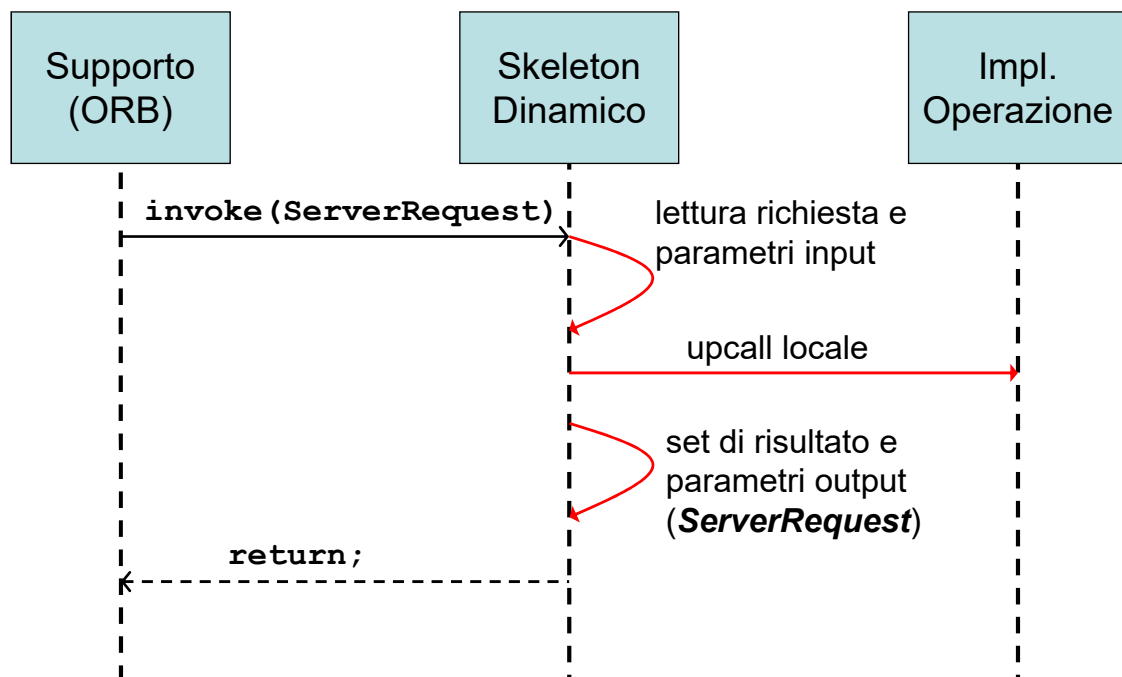 Supporto
(ORB)
Skeleton
Dinamico
Impl.
Operazione
invoke(ServerRequest)
lettura richiesta e
parametri input
upcall locale
set di risultato e
parametri output
(ServerRequest)
return;